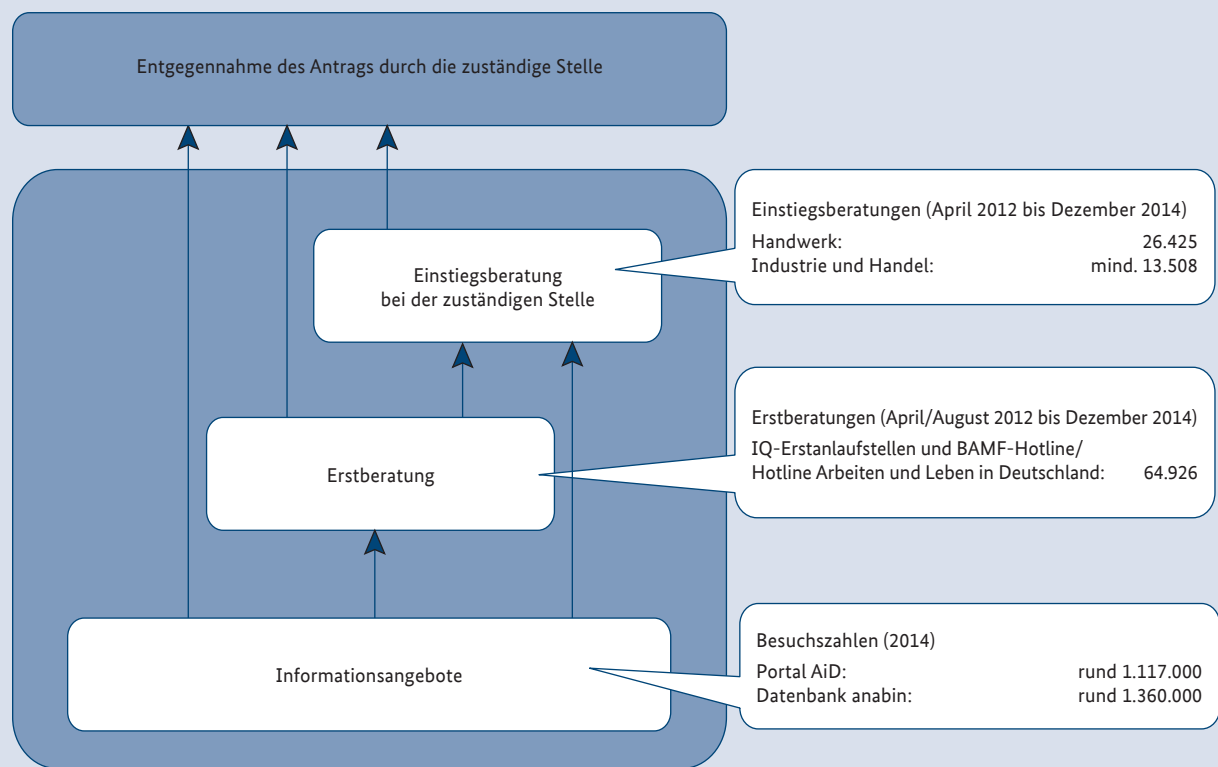 Entgegennahme des Antrags durch die zuständige Stelle
Einstiegsberatung
bei der zuständigen Stelle
Einstiegsberatungen (April 2012 bis Dezember 2014)
Handwerk: 26.425
Industrie und Handel: mind. 13.508
Erstberatung
Erstberatungen (April/August 2012 bis Dezember 2014)
IQ-Erstanlaufstellen und BAMF-Hotline/
Hotline Arbeiten und Leben in Deutschland: 64.926
Informationsangebote
Besuchszahlen (2014)
Portal AiD: rund 1.117.000
Datenbank anabin: rund 1.360.000